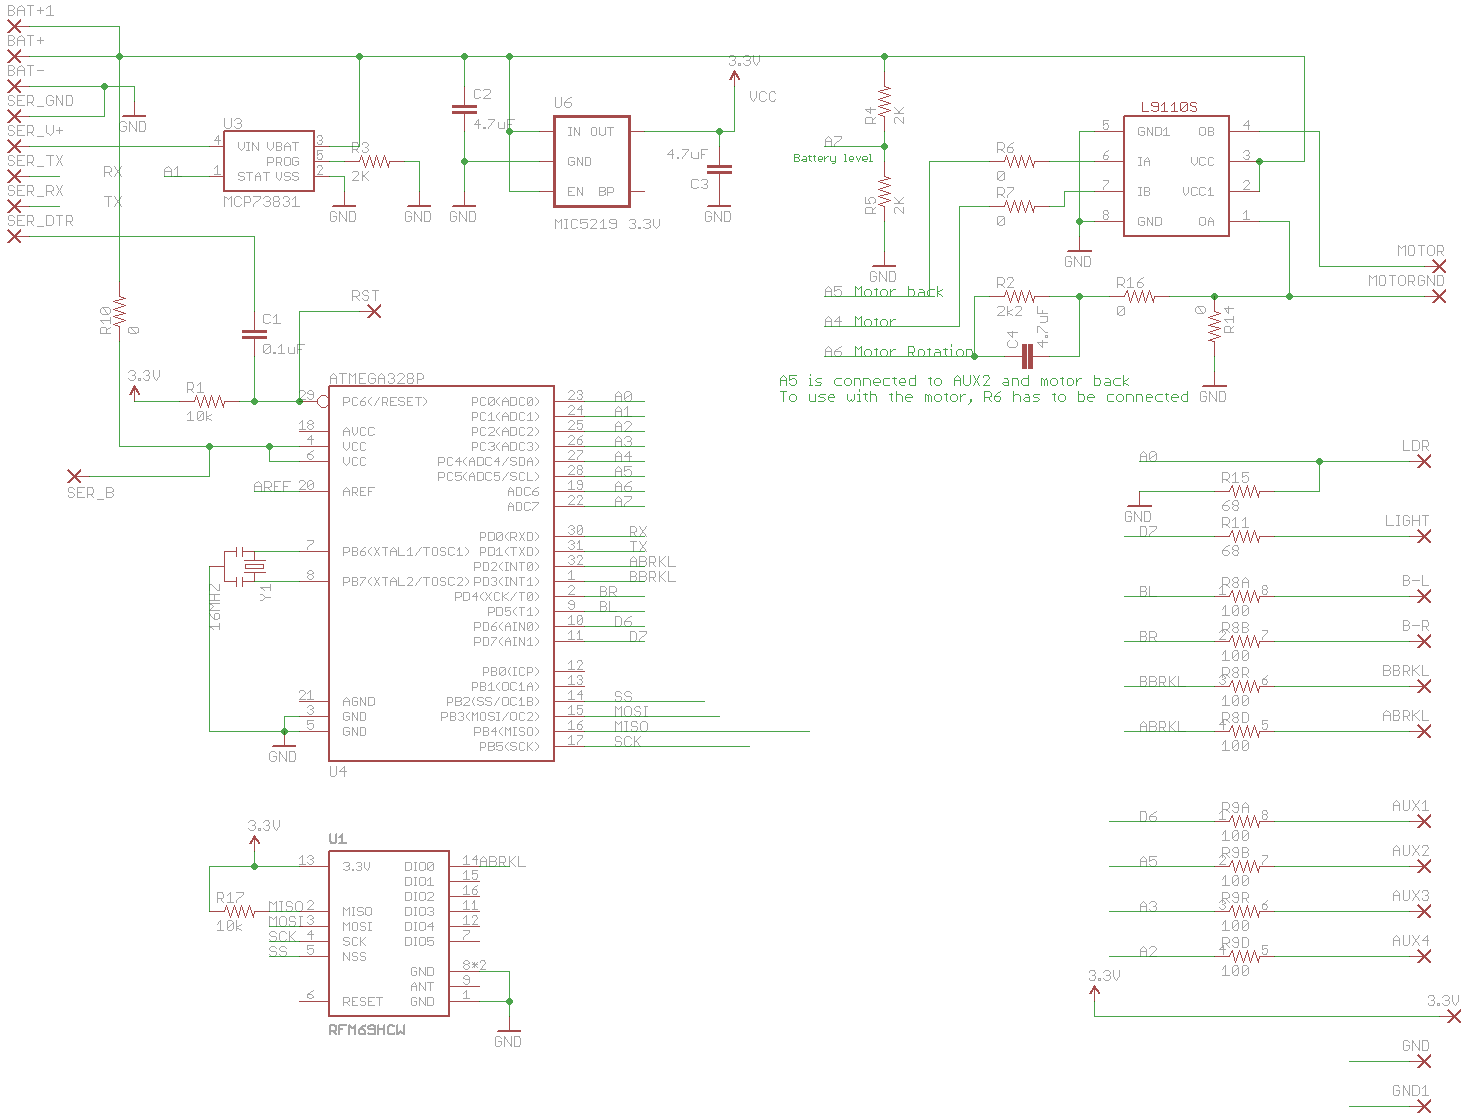 BAT+1
BAT+
BAT-
SER_GND
SER_V+
SER_TX
SER_RX
SER_DTR
GND
RX
TX
A1
U3
4 VIN VBAT 3
PROG 5
1 STAT VSS 2
MCP73831
R3
2K
GND
GND
C2
4.7uF
GND
U6
IN OUT
GND
EN BP
MIC5219 3.3V
3.3V
VCC
4.7uF
C3
GND
R4
2K
A7
Battery level
R5
2K
GND
R6
0
R7
0
L9110S
5 GND1 OB 4
6 IA VCC 3
7 IB VCC1 2
8 GND OA 1
GND
MOTOR
MOTORGND
A5 Motor back
A4 Motor
A6 Motor Rotation
R2
2k2
R16
0
C4
4.7uF
0
R14
GND
A5 is connected to AUX2 and motor back
To use with the motor, R6 has to be connected
R10
0
C1
0.1uF
RST
3.3V
R1
10k
SER_B
ATMEGA328P
29 PC6(/RESET)
18 AVCC
4 VCC
6 VCC
AREF 20 AREF
7 PB6(XTAL1/TOSC1)
8 PB7(XTAL2/TOSC2)
21 AGND
3 GND
5 GND
PC0(ADC0) 23 A0
PC1(ADC1) 24 A1
PC2(ADC2) 25 A2
PC3(ADC3) 26 A3
PC4(ADC4/SDA) 27 A4
PC5(ADC5/SCL) 28 A5
ADC6 19 A6
ADC7 22 A7
PD0(RXD) 30 RX
PD1(TXD) 31 TX
PD2(INT0) 32 ABRKL
PD3(INT1) 1 BBRKL
PD4(XCK/T0) 2 BR
PD5(T1) 9 BL
PD6(AIN0) 10 D6
PD7(AIN1) 11 D7
PB0(ICP) 12
PB1(OC1A) 13
PB2(SS/OC1B) 14 SS
PB3(MOSI/OC2) 15 MOSI
PB4(MISO) 16 MISO
PB5(SCK) 17 SCK
U4
16MHZ
Y1
GND
3.3V
R17
10k
U1
13 3.3V
MISO 2 MISO
MOSI 3 MOSI
SCK 4 SCK
SS 5 NSS
6 RESET
DIO0 14 ABRKL
DIO1 15
DIO2 16
DIO3 11
DIO4 12
DIO5 7
GND 8*2
ANT 9
GND 1
RFM69HCW
GND
A0
LDR
R15
68
GND
D7
R11
68
LIGHT
BL
R8A
1 8
100
B-L
BR
R8B
2 7
100
B-R
BBRKL
R8R
3 6
100
BBRKL
ABRKL
R8D
4 5
100
ABRKL
D6
R9A
1 8
100
AUX1
A5
R9B
2 7
100
AUX2
A3
R9R
3 6
100
AUX3
A2
R9D
4 5
100
AUX4
3.3V
3.3V
GND
GND1